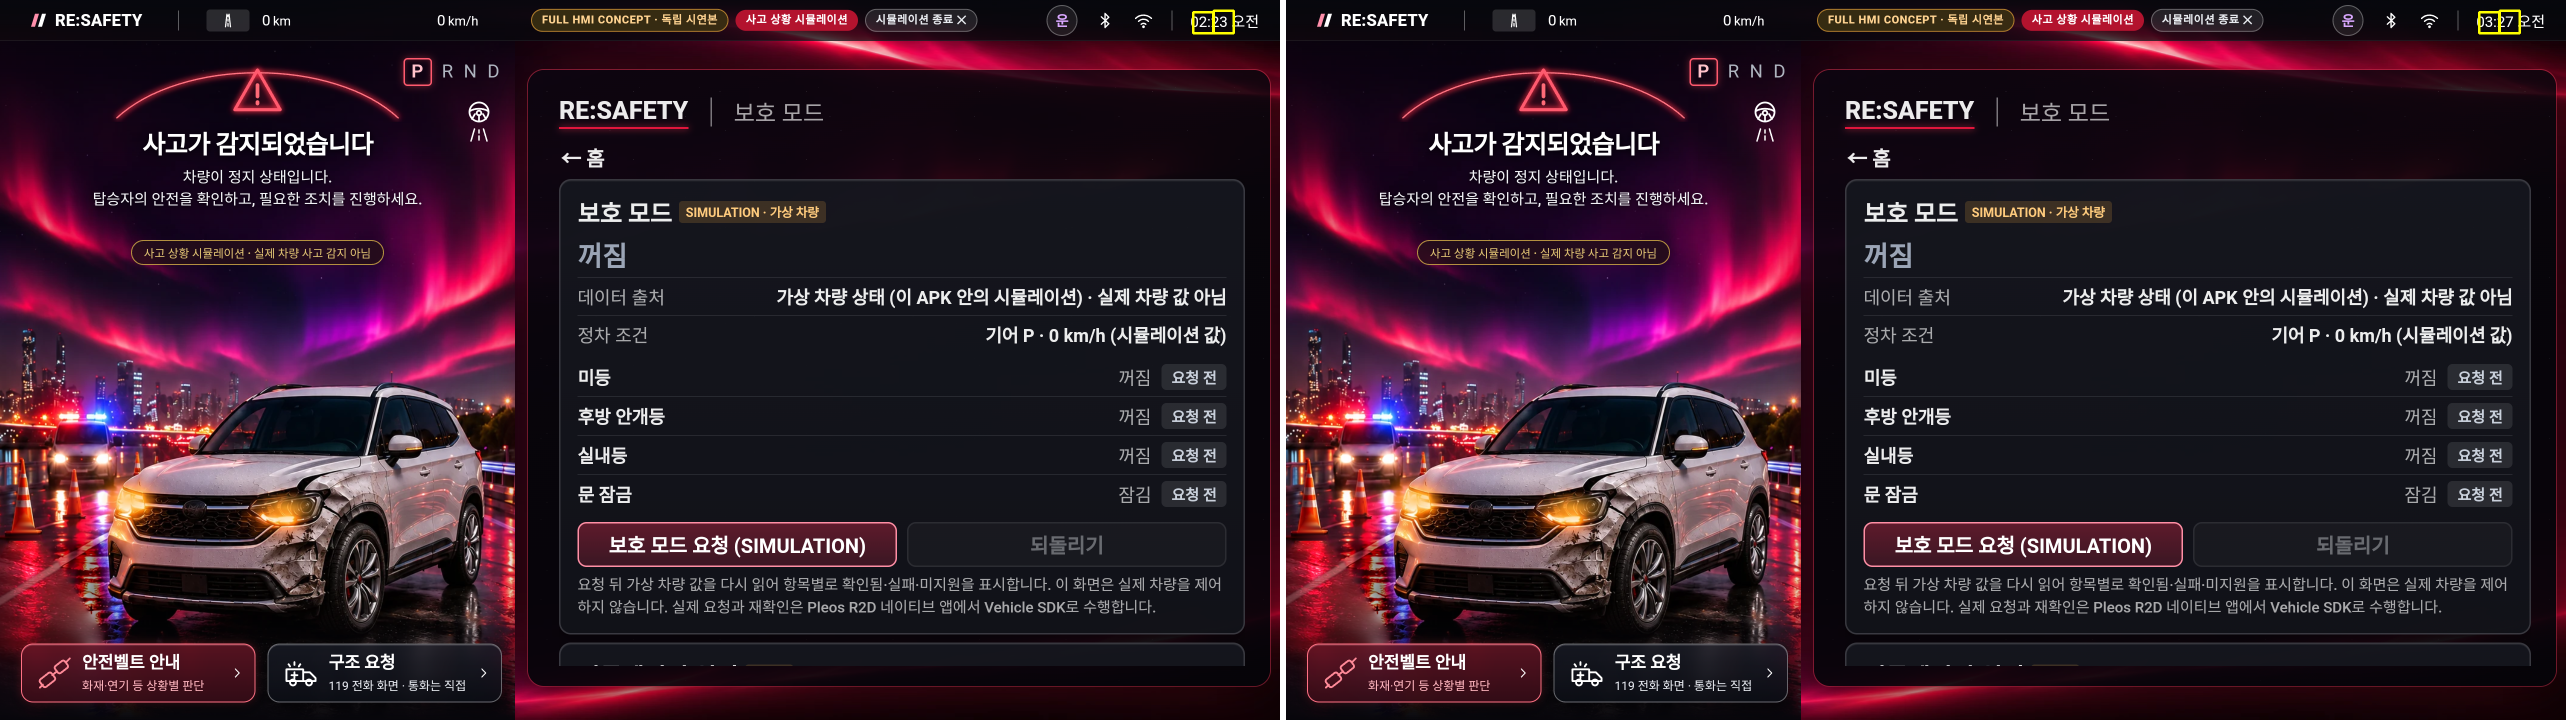 RE:SAFETY 0 km 0 km/h FULL HMI CONCEPT · 독립 시연본 사고 상황 시뮬레이션 시뮬레이션 종료 ✕ 운 02:23 오전
P R N D
사고가 감지되었습니다
차량이 정지 상태입니다.
탑승자의 안전을 확인하고, 필요한 조치를 진행하세요.
사고 상황 시뮬레이션 · 실제 차량 사고 감지 아님
안전벨트 안내
화재·연기 등 상황별 판단
구조 요청
119 전화 화면 · 통화는 직접
RE:SAFETY 보호 모드
← 홈
보호 모드 SIMULATION · 가상 차량
꺼짐
데이터 출처 가상 차량 상태 (이 APK 안의 시뮬레이션) · 실제 차량 값 아님
정차 조건 기어 P · 0 km/h (시뮬레이션 값)
미등 꺼짐 요청 전
후방 안개등 꺼짐 요청 전
실내등 꺼짐 요청 전
문 잠금 잠김 요청 전
보호 모드 요청 (SIMULATION) 되돌리기
요청 뒤 가상 차량 값을 다시 읽어 항목별로 확인됨·실패·미지원을 표시합니다. 이 화면은 실제 차량을 제어
하지 않습니다. 실제 요청과 재확인은 Pleos R2D 네이티브 앱에서 Vehicle SDK로 수행합니다.
RE:SAFETY 0 km 0 km/h FULL HMI CONCEPT · 독립 시연본 사고 상황 시뮬레이션 시뮬레이션 종료 ✕ 운 03:27 오전
P R N D
사고가 감지되었습니다
차량이 정지 상태입니다.
탑승자의 안전을 확인하고, 필요한 조치를 진행하세요.
사고 상황 시뮬레이션 · 실제 차량 사고 감지 아님
안전벨트 안내
화재·연기 등 상황별 판단
구조 요청
119 전화 화면 · 통화는 직접
RE:SAFETY 보호 모드
← 홈
보호 모드 SIMULATION · 가상 차량
꺼짐
데이터 출처 가상 차량 상태 (이 APK 안의 시뮬레이션) · 실제 차량 값 아님
정차 조건 기어 P · 0 km/h (시뮬레이션 값)
미등 꺼짐 요청 전
후방 안개등 꺼짐 요청 전
실내등 꺼짐 요청 전
문 잠금 잠김 요청 전
보호 모드 요청 (SIMULATION) 되돌리기
요청 뒤 가상 차량 값을 다시 읽어 항목별로 확인됨·실패·미지원을 표시합니다. 이 화면은 실제 차량을 제어
하지 않습니다. 실제 요청과 재확인은 Pleos R2D 네이티브 앱에서 Vehicle SDK로 수행합니다.